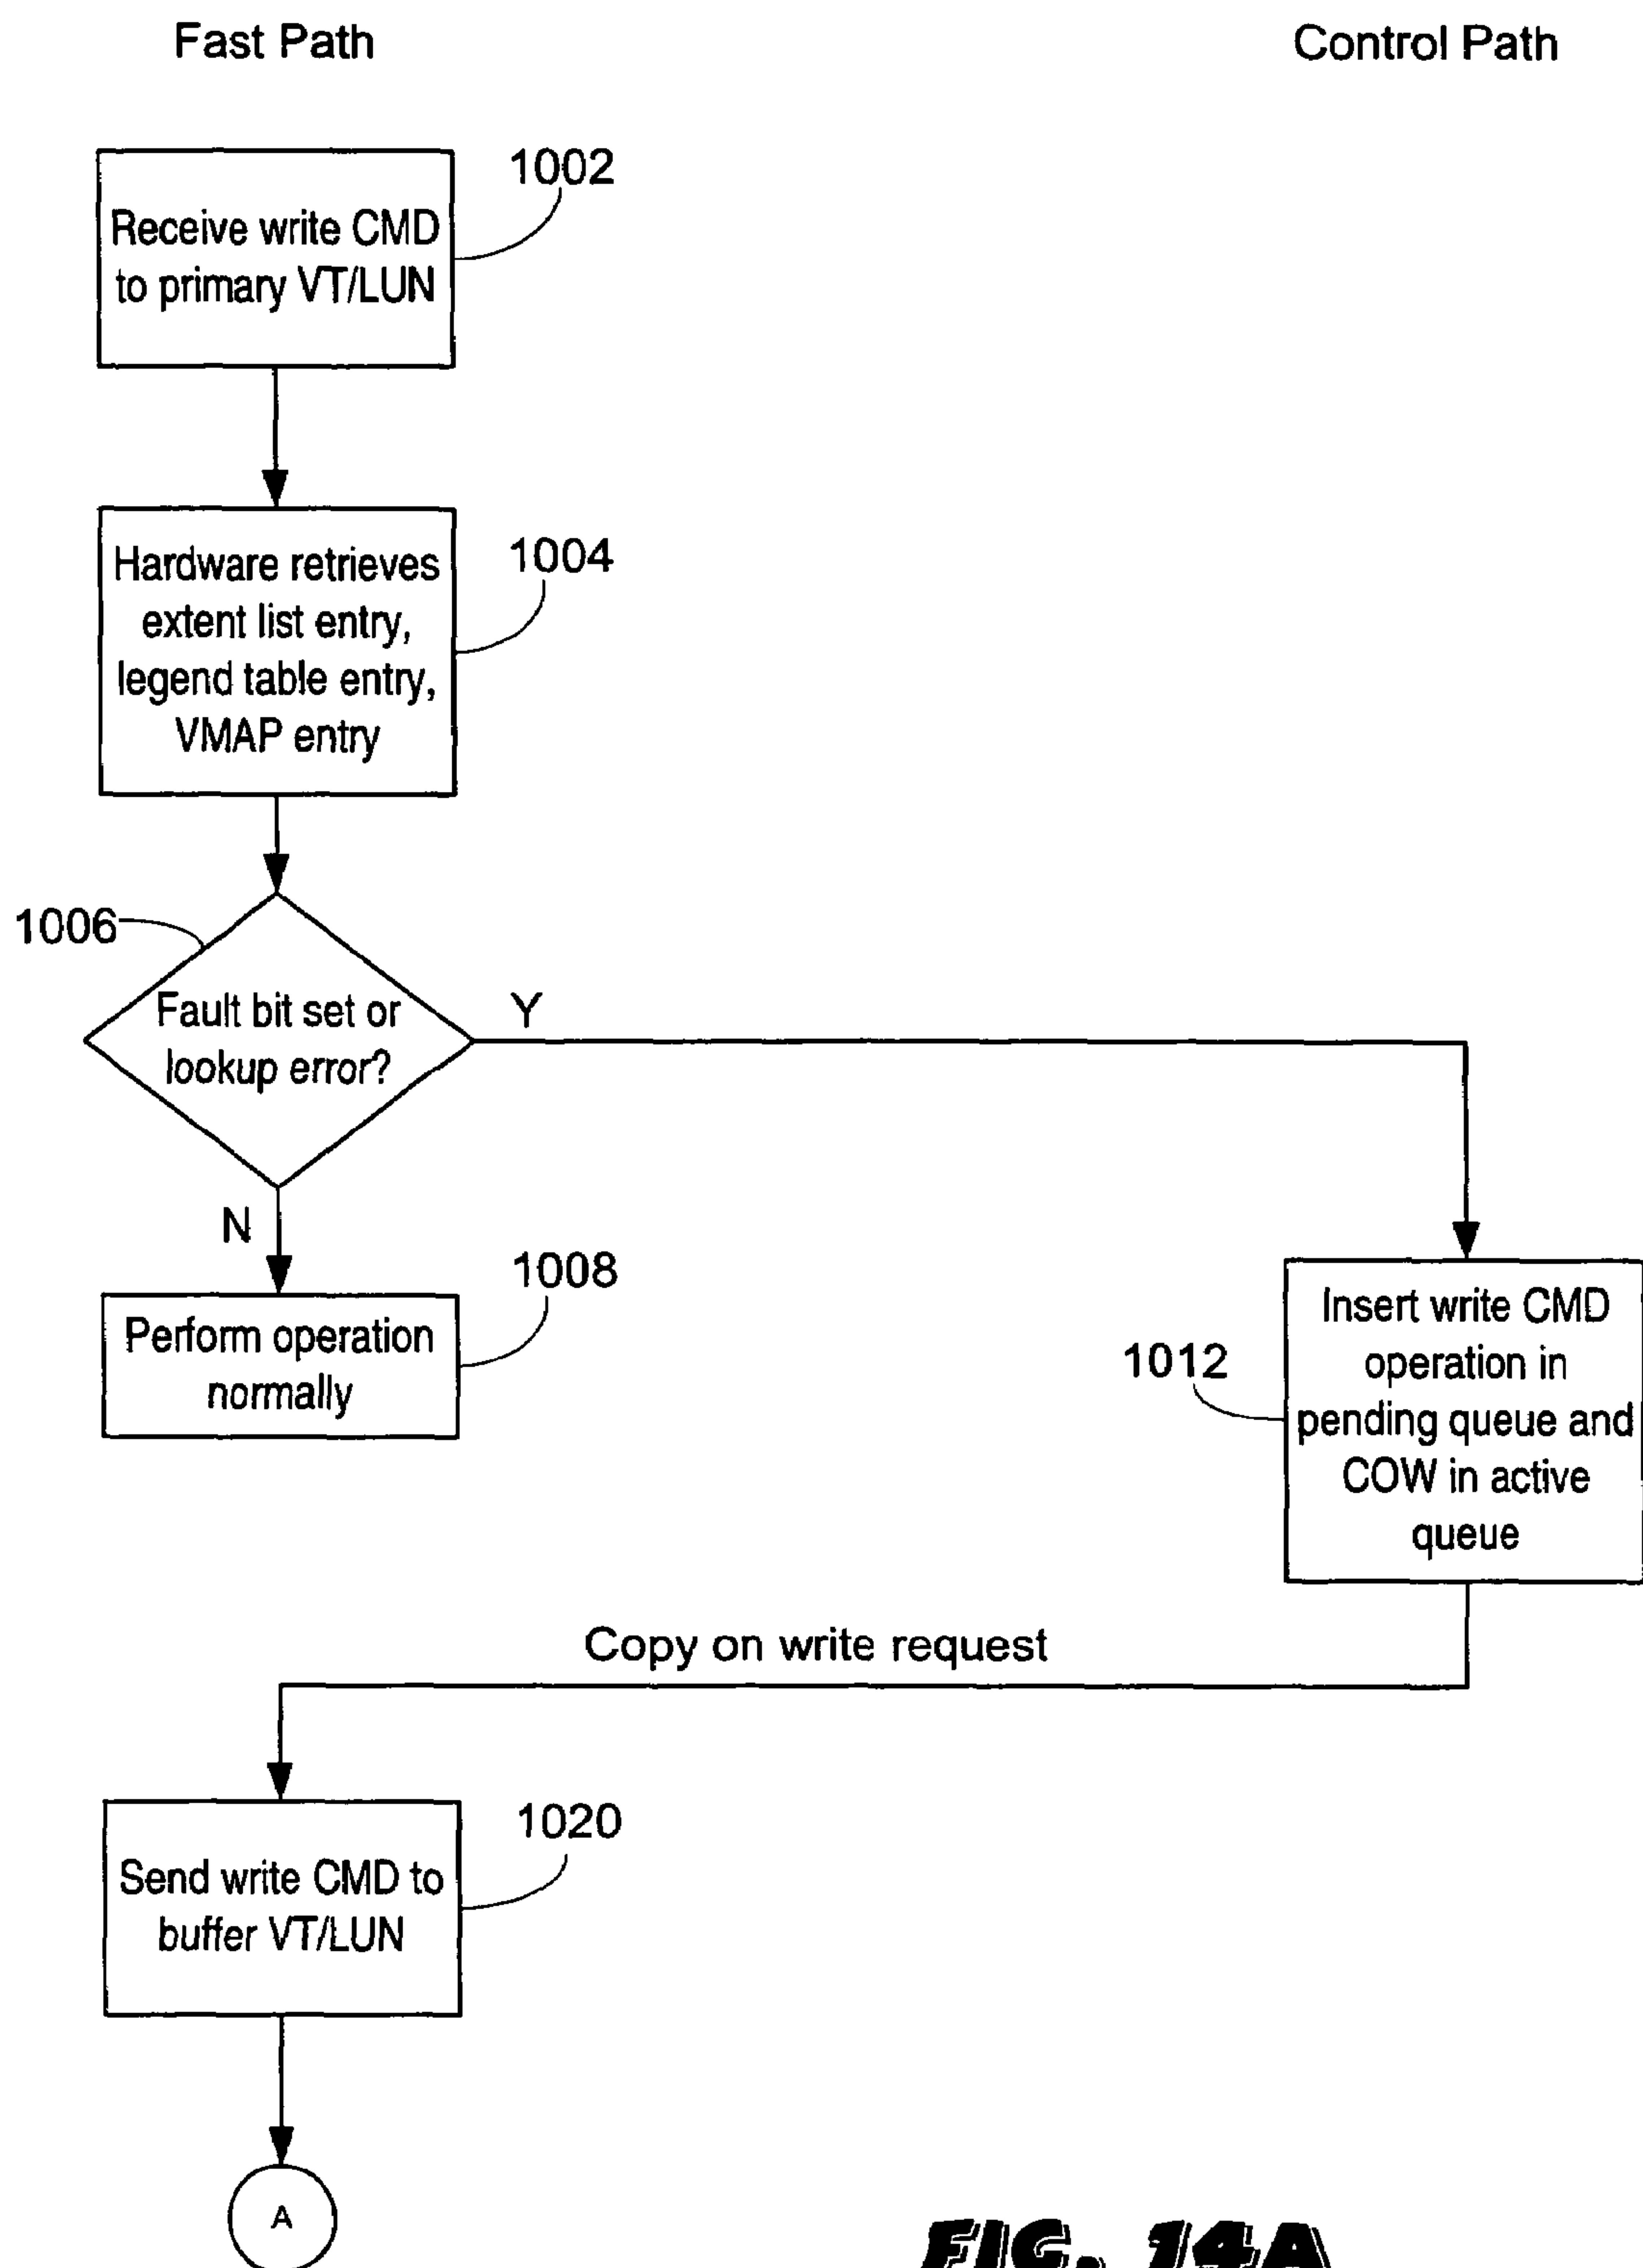 Fast Path
Control Path
1002
Receive write CMD
to primary VT/LUN
1004
Hardware retrieves
extent list entry,
legend table entry,
VMAP entry
1006
Fault bit set or
lookup error?
Y
N
1008
Perform operation
normally
1012
Insert write CMD
operation in
pending queue and
COW in active
queue
Copy on write request
1020
Send write CMD to
buffer VT/LUN
A
FIG. 14A